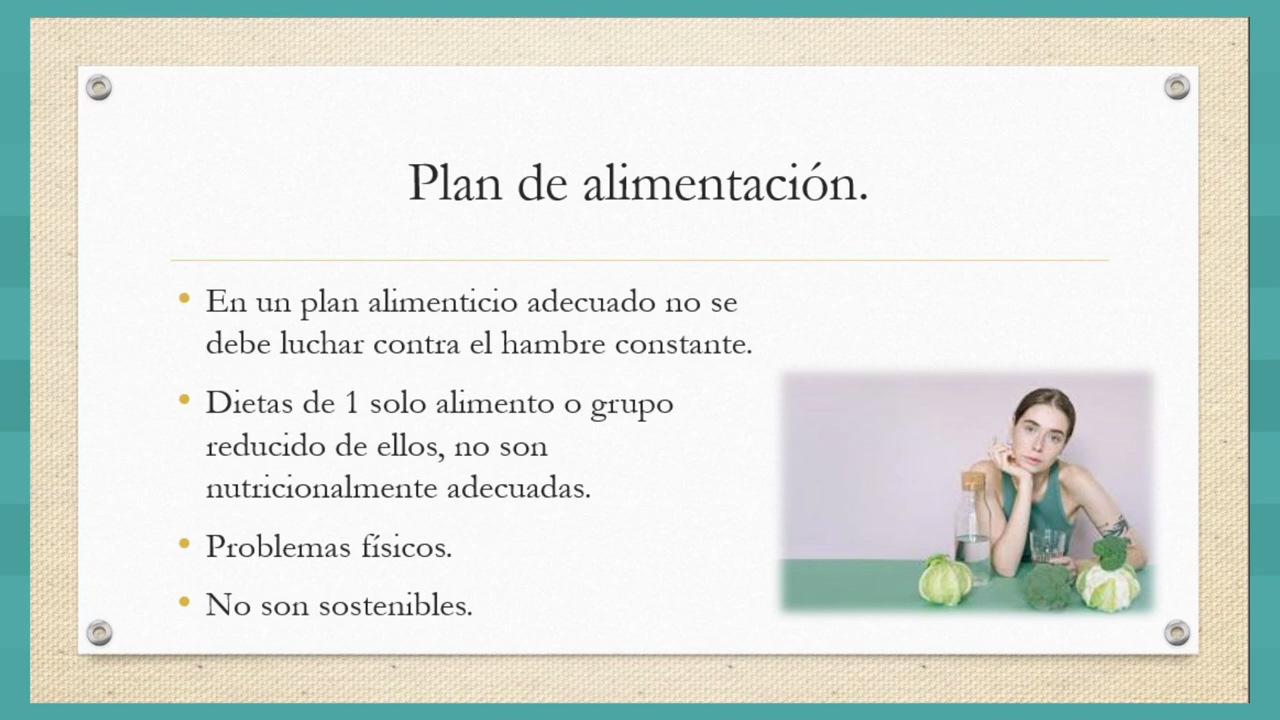 Plan de alimentación.
• En un plan alimenticio adecuado no se
debe luchar contra el hambre constante.
• Dietas de 1 solo alimento o grupo
reducido de ellos, no son
nutricionalmente adecuadas.
• Problemas físicos.
• No son sostenibles.